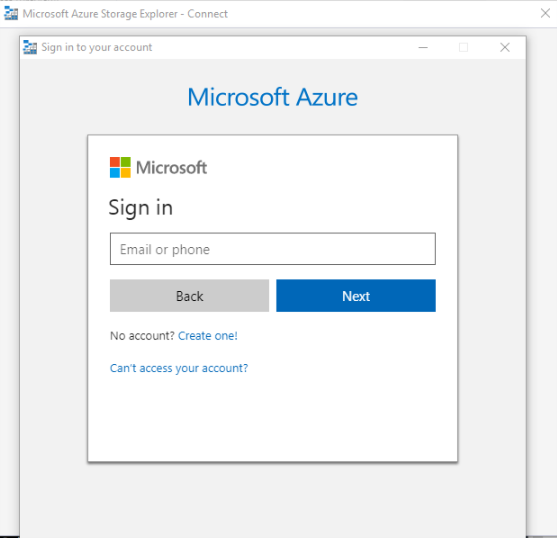 Microsoft Azure Storage Explorer - Connect
Sign in to your account
Microsoft Azure
Microsoft
Sign in
Email or phone
Back Next
No account? Create one!
Can't access your account?